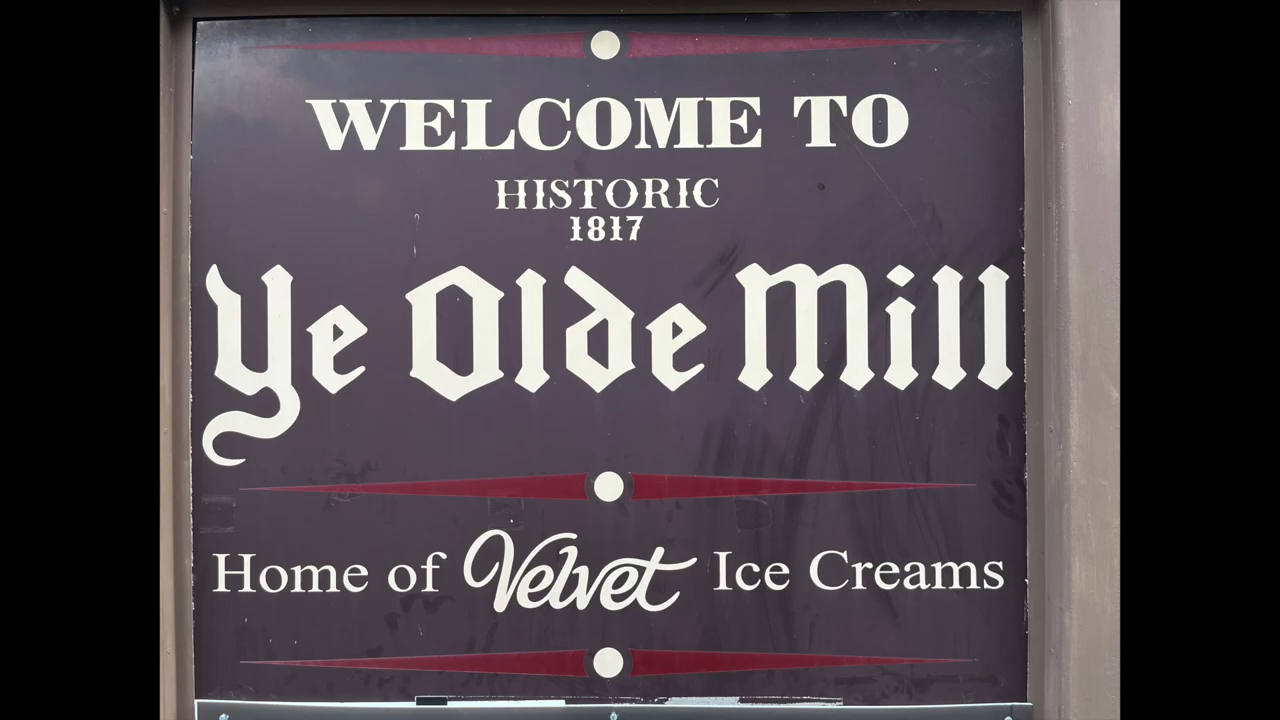 WELCOME TO
HISTORIC
1817
Ye Olde Mill
Home of Velvet Ice Creams